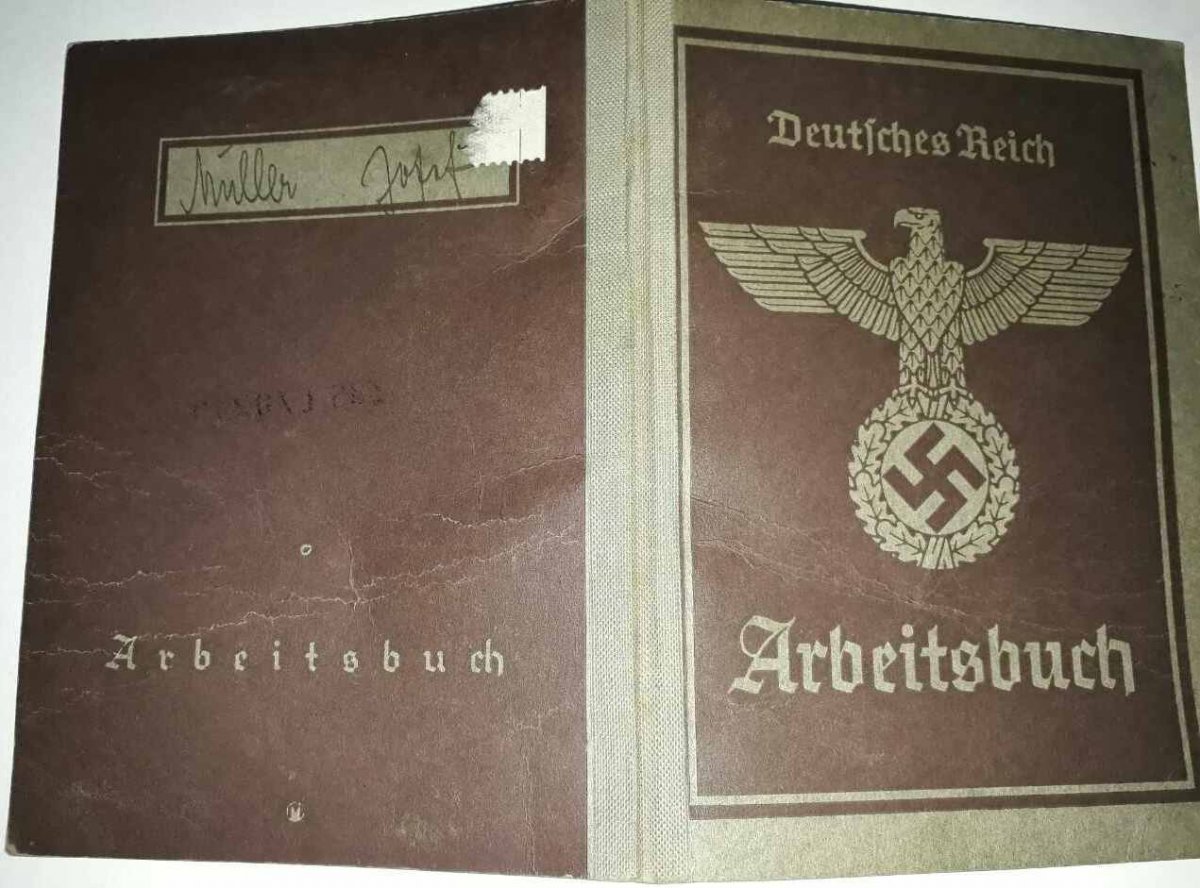 Müller Josef
Arbeitsbuch
Deutsches Reich
Arbeitsbuch